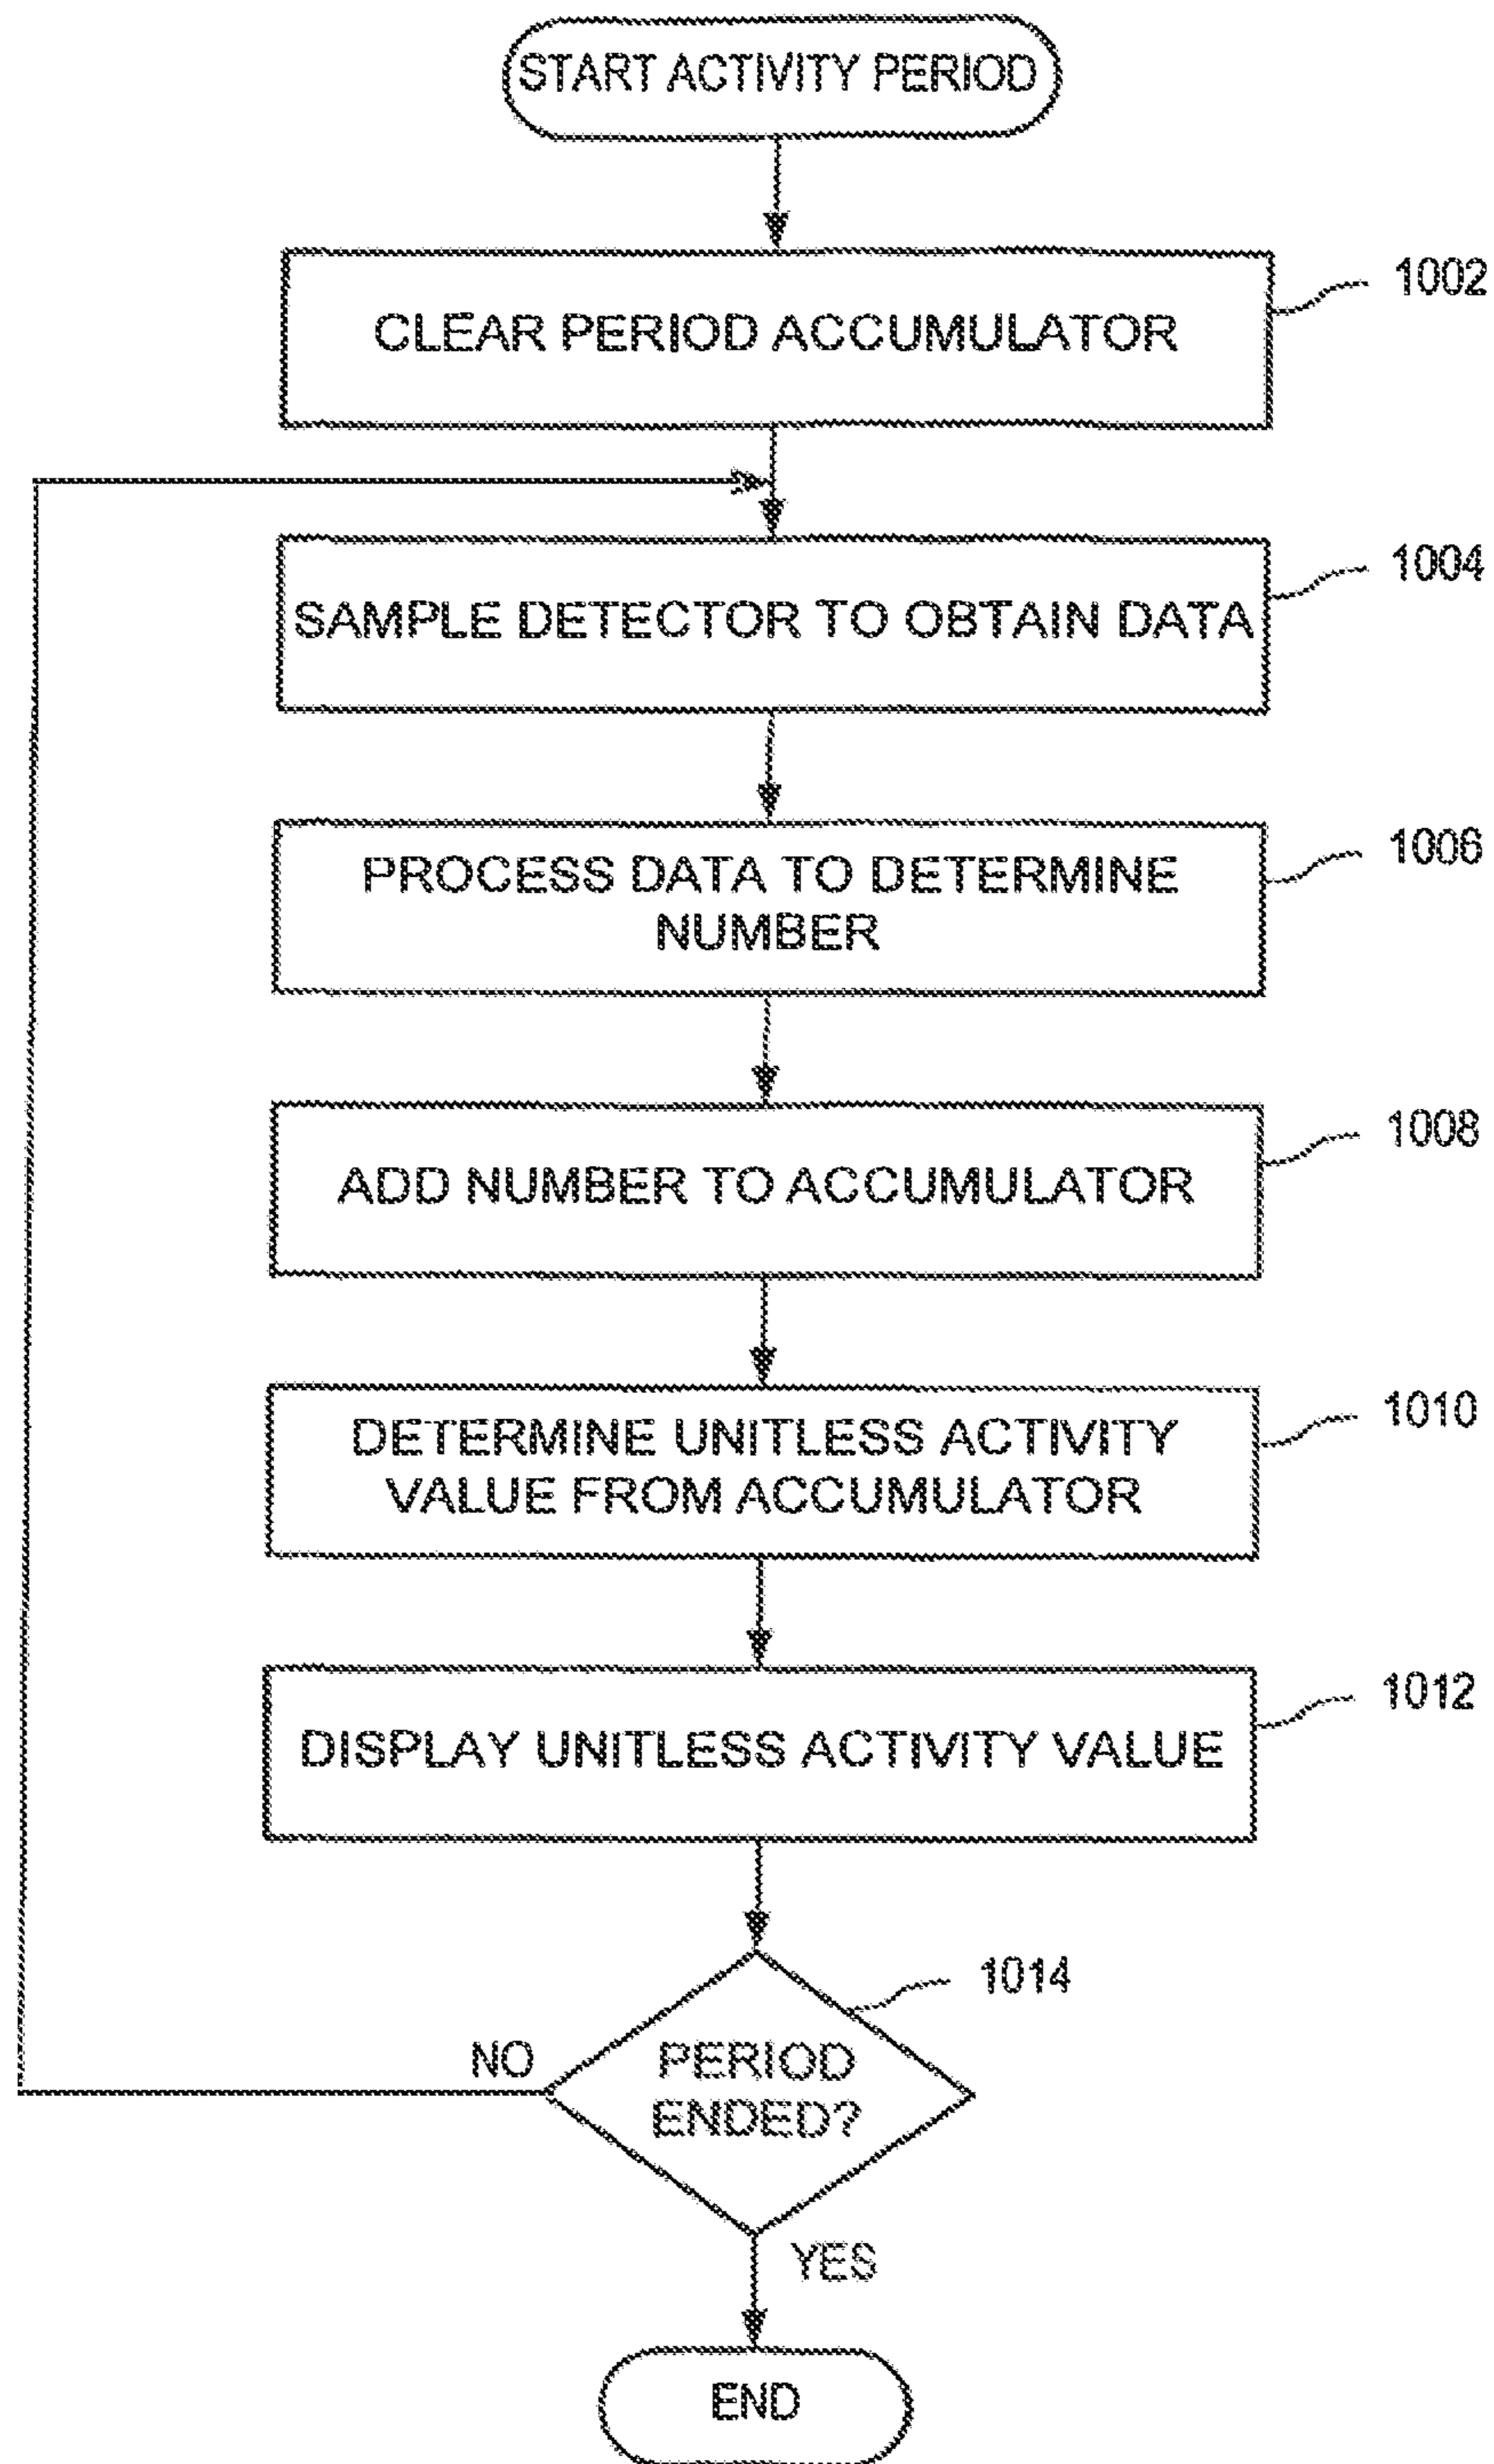 START ACTIVITY PERIOD
CLEAR PERIOD ACCUMULATOR
1002
SAMPLE DETECTOR TO OBTAIN DATA
1004
PROCESS DATA TO DETERMINE
NUMBER
1006
ADD NUMBER TO ACCUMULATOR
1008
DETERMINE UNITLESS ACTIVITY
VALUE FROM ACCUMULATOR
1010
DISPLAY UNITLESS ACTIVITY VALUE
1012
1014
NO
PERIOD
ENDED?
YES
END